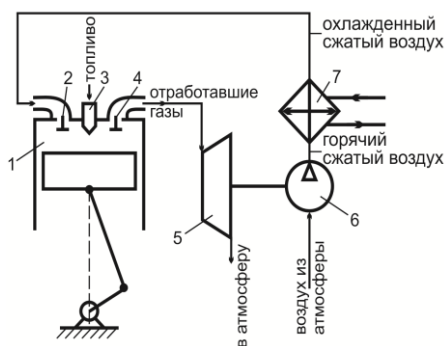 охлажденный
сжатый воздух
топливо
2
3
4
отработавшие
газы
7
1
горячий
сжатый воздух
5
6
в атмосферу
воздух из
атмосферы